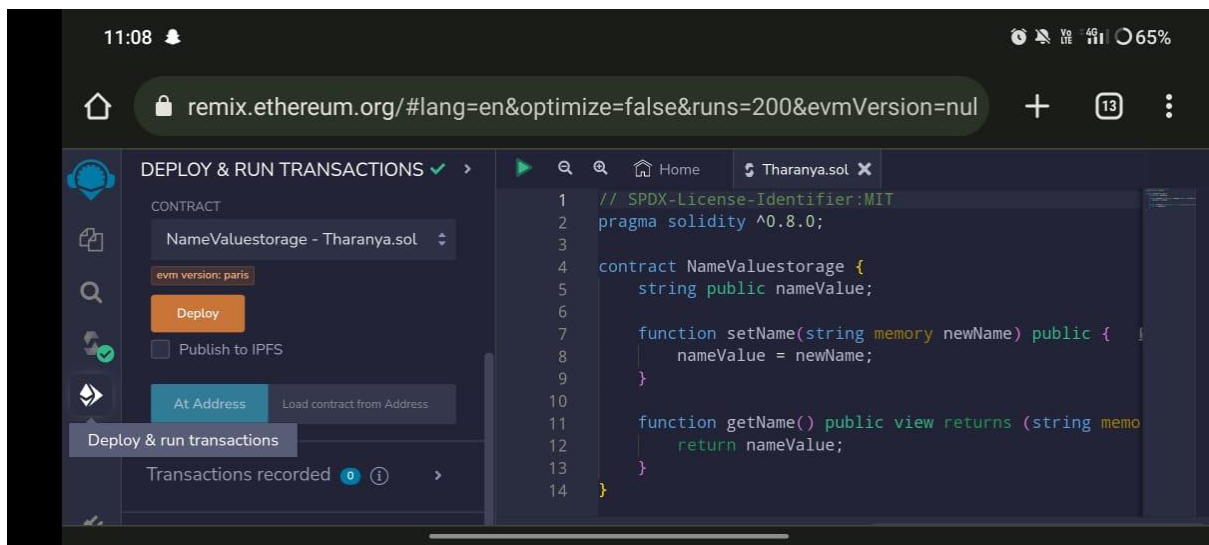 11:08
Vo LTE 4G 65%
remix.ethereum.org/#lang=en&optimize=false&runs=200&evmVersion=nul
13
DEPLOY & RUN TRANSACTIONS
CONTRACT
NameValuestorage - Tharanya.sol
evm version: paris
Deploy
Publish to IPFS
At Address Load contract from Address
Deploy & run transactions
Transactions recorded 0 i
Home Tharanya.sol
1 // SPDX-License-Identifier:MIT
2 pragma solidity ^0.8.0;
3
4 contract NameValuestorage {
5 string public nameValue;
6
7 function setName(string memory newName) public {
8 nameValue = newName;
9 }
10
11 function getName() public view returns (string memo
12 return nameValue;
13 }
14 }